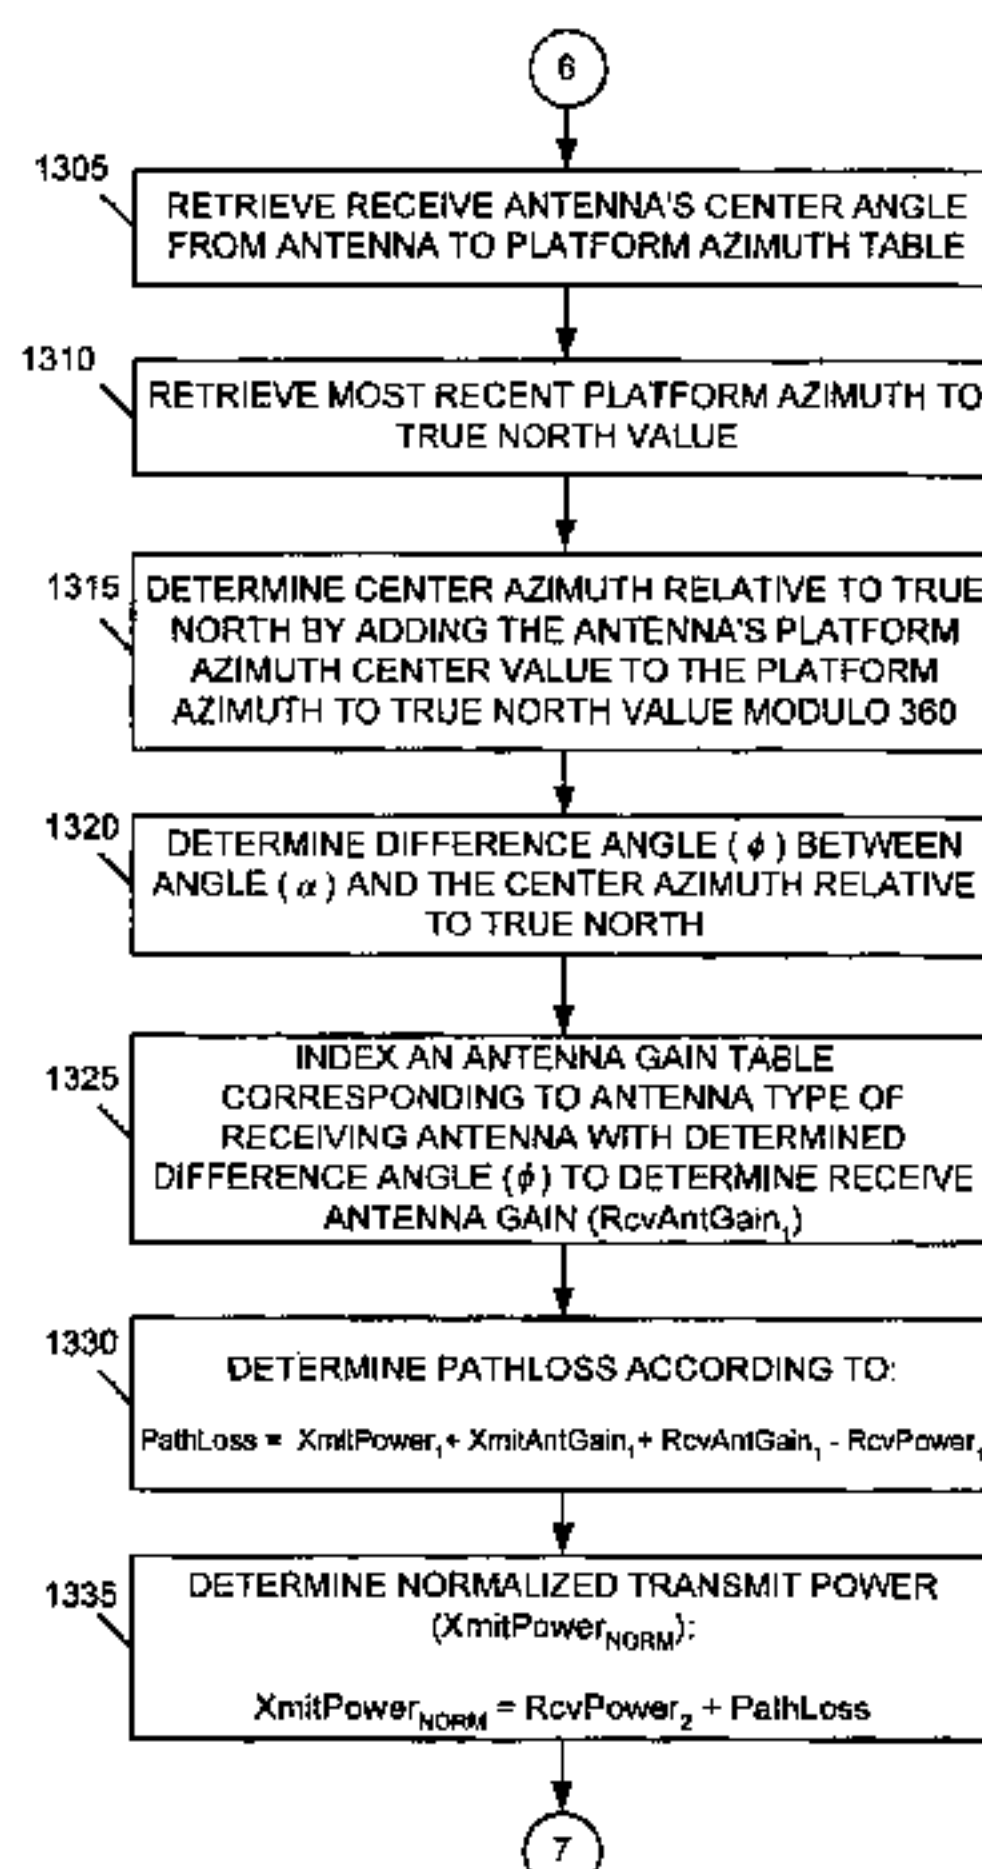 6
1305
RETRIEVE RECEIVE ANTENNA'S CENTER ANGLE
FROM ANTENNA TO PLATFORM AZIMUTH TABLE
1310
RETRIEVE MOST RECENT PLATFORM AZIMUTH TO
TRUE NORTH VALUE
1315
DETERMINE CENTER AZIMUTH RELATIVE TO TRUE
NORTH BY ADDING THE ANTENNA'S PLATFORM
AZIMUTH CENTER VALUE TO THE PLATFORM
AZIMUTH TO TRUE NORTH VALUE MODULO 360
1320
DETERMINE DIFFERENCE ANGLE (ϕ) BETWEEN
ANGLE (α) AND THE CENTER AZIMUTH RELATIVE
TO TRUE NORTH
1325
INDEX AN ANTENNA GAIN TABLE
CORRESPONDING TO ANTENNA TYPE OF
RECEIVING ANTENNA WITH DETERMINED
DIFFERENCE ANGLE (ϕ) TO DETERMINE RECEIVE
ANTENNA GAIN (RcvAntGain₁)
1330
DETERMINE PATHLOSS ACCORDING TO:
PathLoss = XmitPower₁ + XmitAntGain₁ + RcvAntGain₁ - RcvPower₁
1335
DETERMINE NORMALIZED TRANSMIT POWER
(XmitPower_NORM):
XmitPower_NORM = RcvPower₂ + PathLoss
7